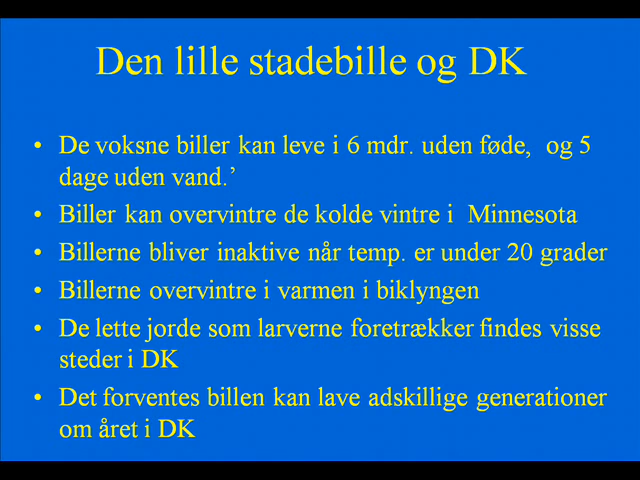 Den lille stadebille og DK
• De voksne biller kan leve i 6 mdr. uden føde, og 5
dage uden vand.’
• Biller kan overvintre de kolde vintre i Minnesota
• Billerne bliver inaktive når temp. er under 20 grader
• Billerne overvintre i varmen i biklyngen
• De lette jorde som larverne foretrækker findes visse
steder i DK
• Det forventes billen kan lave adskillige generationer
om året i DK